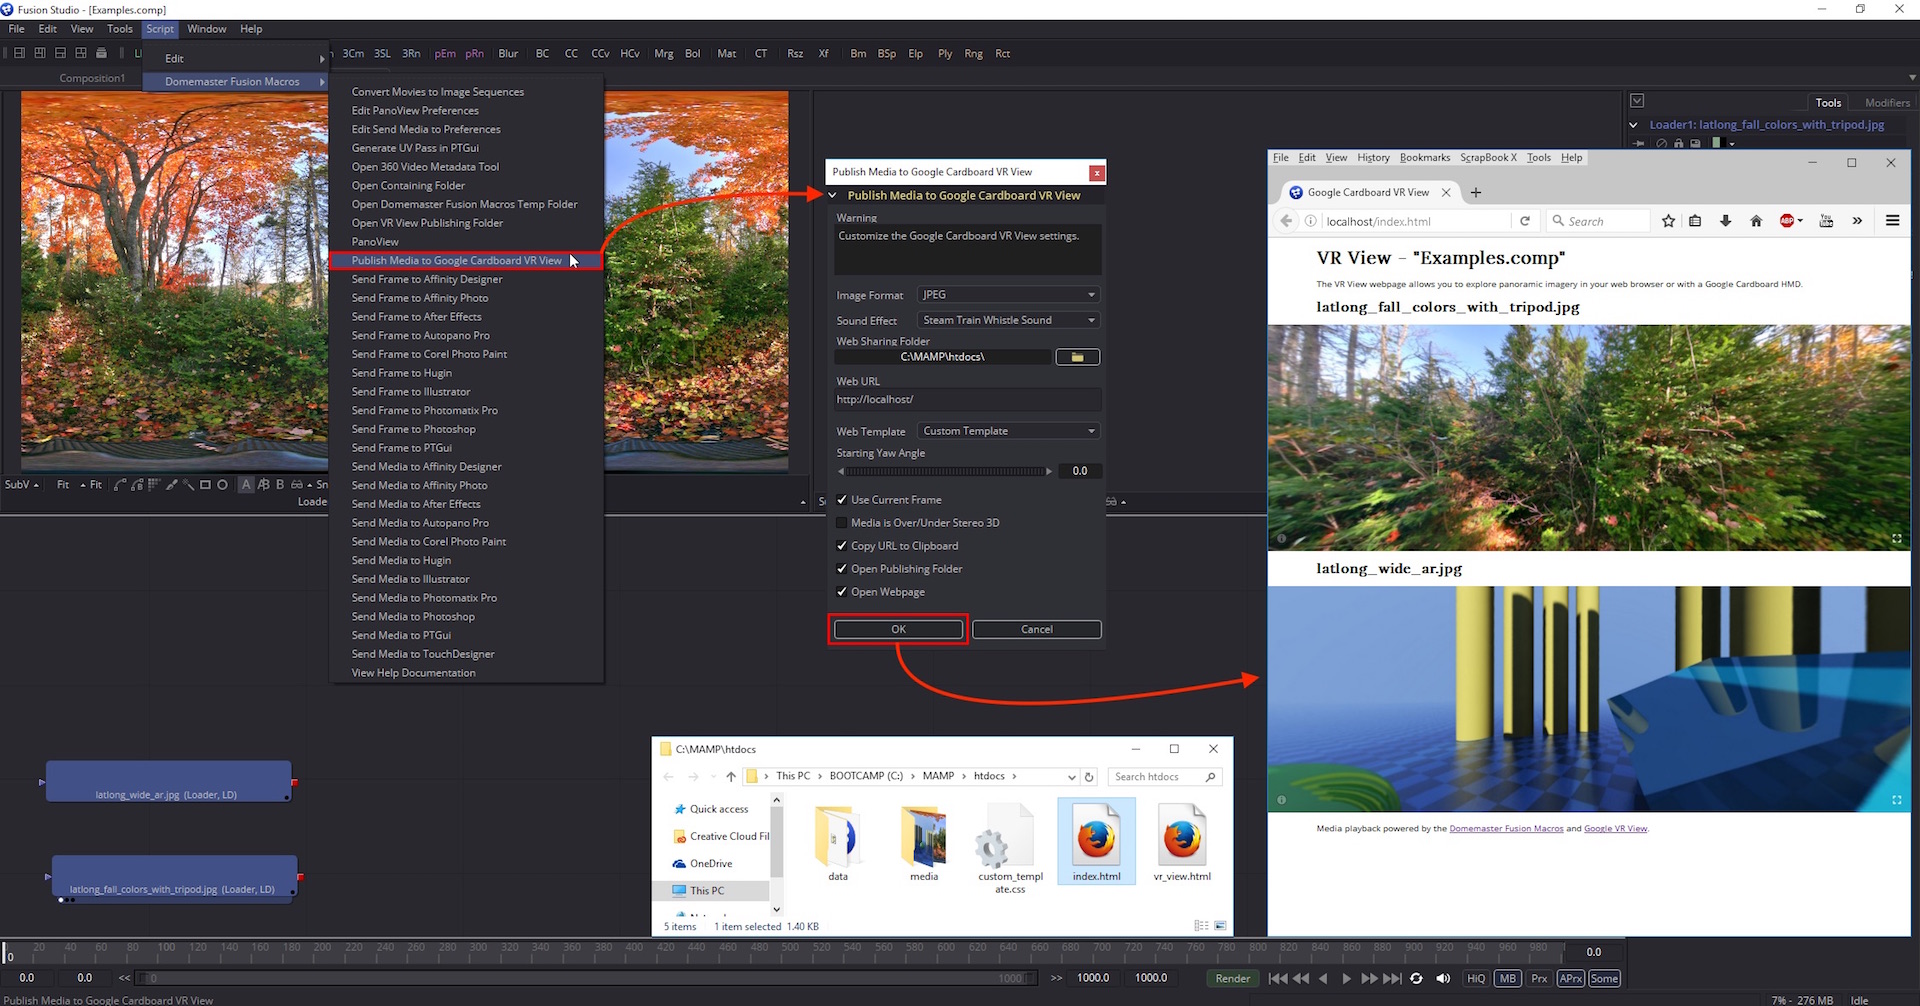 Fusion Studio - [Examples.comp]
File Edit View Tools Script Window Help
3Cm 3SL 3Rn pEm pRn Blur BC CC CCv HCv Mrg Bol Mat CT Rsz Xf Bm BSp Elp Ply Rng Rct
Edit
Domemaster Fusion Macros
Composition1
Convert Movies to Image Sequences
Edit PanoView Preferences
Edit Send Media to Preferences
Generate UV Pass in PTGui
Open 360 Video Metadata Tool
Open Containing Folder
Open Domemaster Fusion Macros Temp Folder
Open VR View Publishing Folder
PanoView
Publish Media to Google Cardboard VR View
Send Frame to Affinity Designer
Send Frame to Affinity Photo
Send Frame to After Effects
Send Frame to Autopano Pro
Send Frame to Corel Photo Paint
Send Frame to Hugin
Send Frame to Illustrator
Send Frame to Photomatix Pro
Send Frame to Photoshop
Send Frame to PTGui
Send Media to Affinity Designer
Send Media to Affinity Photo
Send Media to After Effects
Send Media to Autopano Pro
Send Media to Corel Photo Paint
Send Media to Hugin
Send Media to Illustrator
Send Media to Photomatix Pro
Send Media to Photoshop
Send Media to PTGui
Send Media to TouchDesigner
View Help Documentation
SubV Fit Fit A B
Publish Media to Google Cardboard VR View
Publish Media to Google Cardboard VR View
Warning
Customize the Google Cardboard VR View settings.
Image Format JPEG
Sound Effect Steam Train Whistle Sound
Web Sharing Folder
C:\MAMP\htdocs\
Web URL
http://localhost/
Web Template Custom Template
Starting Yaw Angle
0.0
Use Current Frame
Media is Over/Under Stereo 3D
Copy URL to Clipboard
Open Publishing Folder
Open Webpage
OK Cancel
Tools Modifiers
Loader1: latlong_fall_colors_with_tripod.jpg
File Edit View History Bookmarks ScrapBook X Tools Help
Google Cardboard VR View
localhost/index.html Search ABP You
VR View - "Examples.comp"
The VR View webpage allows you to explore panoramic imagery in your web browser or with a Google Cardboard HMD.
latlong_fall_colors_with_tripod.jpg
latlong_wide_ar.jpg
Media playback powered by the Domemaster Fusion Macros and Google VR View.
latlong_wide_ar.jpg (Loader, LD)
latlong_fall_colors_with_tripod.jpg (Loader, LD)
C:\MAMP\htdocs
This PC BOOTCAMP (C:) MAMP htdocs Search htdocs
Quick access
Creative Cloud Fil
OneDrive
This PC
data
media
custom_template.css
index.html
vr_view.html
5 items 1 item selected 1.40 KB
0 20 40 60 80 100 120 140 160 180 200 220 240 260 280 300 320 340 360 380 400 420 440 460 480 500 520 540 560 580 600 620 640 660 680 700 720 740 760 780 800 820 840 860 880 900 920 940 960 980 0.0
0.0 0.0 << 0 1000 >> 1000.0 1000.0 Render HiQ MB Prx APrx Some
Publish Media to Google Cardboard VR View 7% - 276 MB Idle